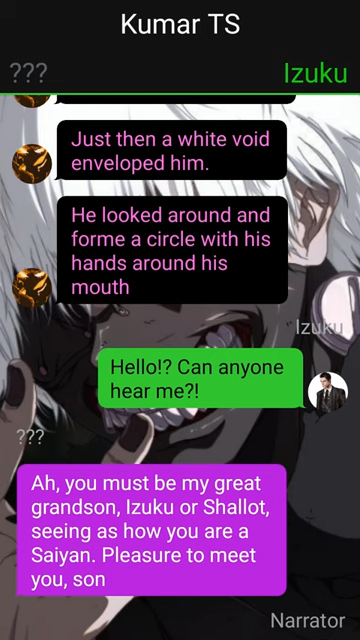 Kumar TS
??? Izuku
Just then a white void
enveloped him.
He looked around and
forme a circle with his
hands around his
mouth
Izuku
Hello!? Can anyone
hear me?!
???
Ah, you must be my great
grandson, Izuku or Shallot,
seeing as how you are a
Saiyan. Pleasure to meet
you, son
Narrator